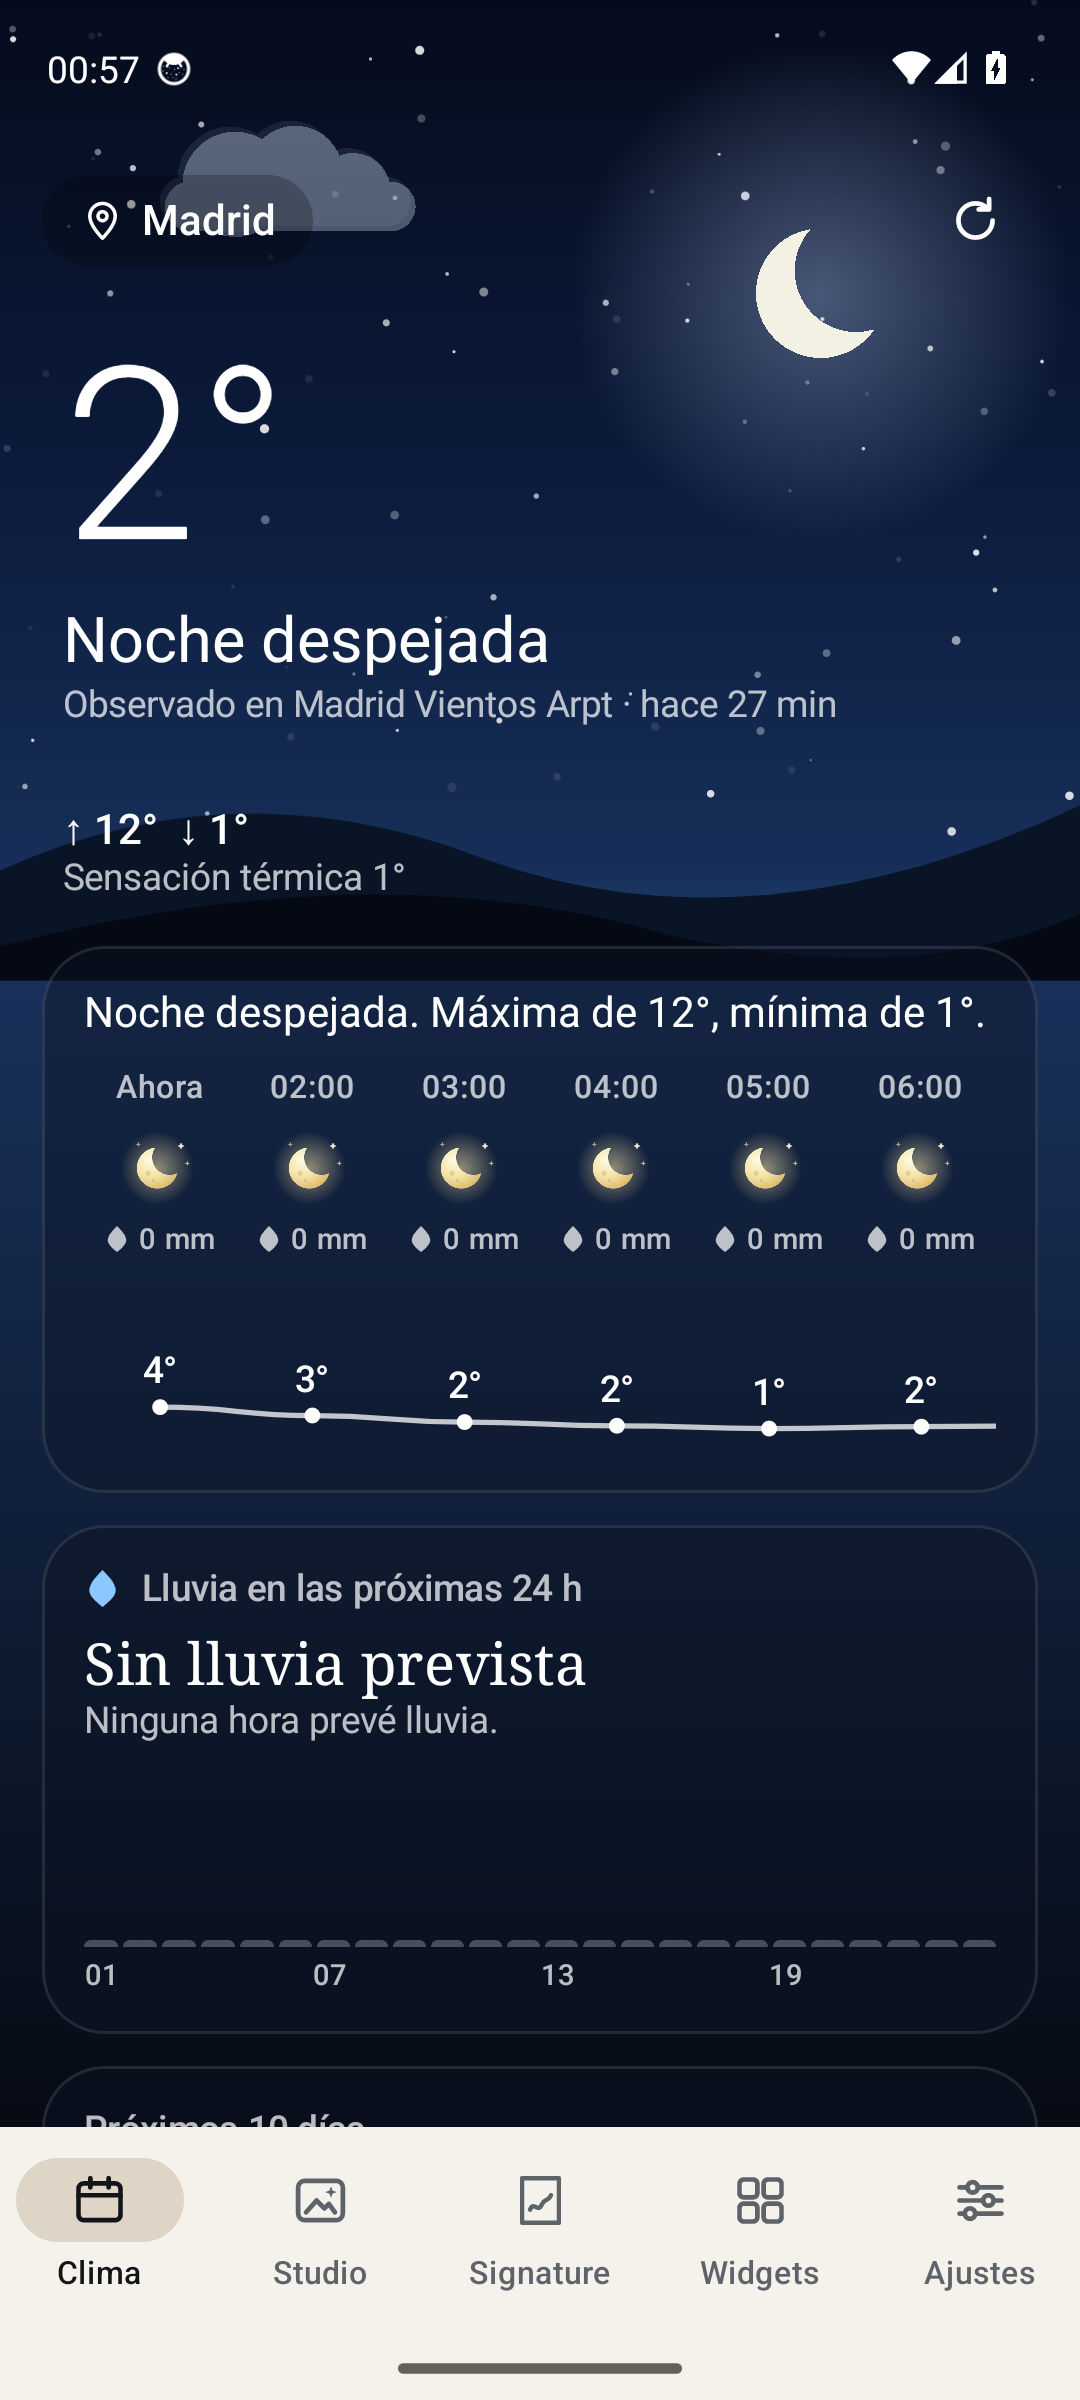 00:57
Madrid
2°
Noche despejada
Observado en Madrid Vientos Arpt · hace 27 min
↑ 12° ↓ 1°
Sensación térmica 1°
Noche despejada. Máxima de 12°, mínima de 1°.
Ahora 02:00 03:00 04:00 05:00 06:00
0 mm 0 mm 0 mm 0 mm 0 mm 0 mm
4° 3° 2° 2° 1° 2°
Lluvia en las próximas 24 h
Sin lluvia prevista
Ninguna hora prevé lluvia.
01 07 13 19
Próximos 10 días
Clima Studio Signature Widgets Ajustes